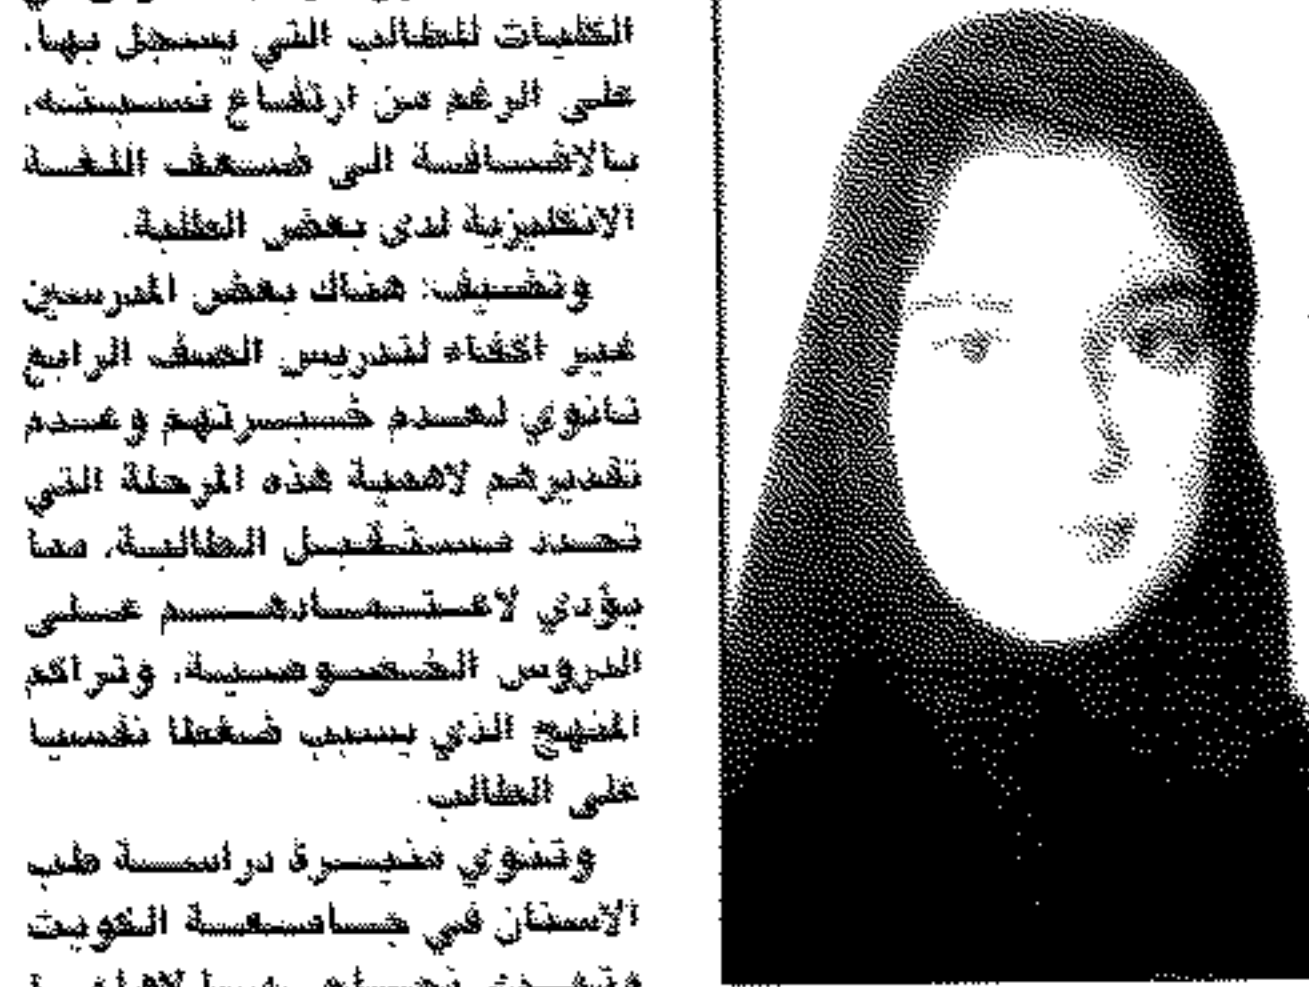 الكليات للطالب التي يسجل بها،
على الرغم من ارتفاع نسبته،
بالاضافة الى ضعف اللغة
الانكليزية لدى بعض الطلبة.
وتضيف: هناك بعض المدرسين
غير اكفاء لتدريس الصف الرابع
ثانوي لعدم خبرتهم وعدم
تقديرهم لاهمية هذه المرحلة التي
تحدد مستقبل الطالبة، مما
يؤدي لاعتمادهم على
الدروس الخصوصية، وتراكم
المنهج الذي يسبب ضغطا نفسيا
على الطالب.
وتنوي منيرة دراسة طب
الاسنان في جامعة الكويت